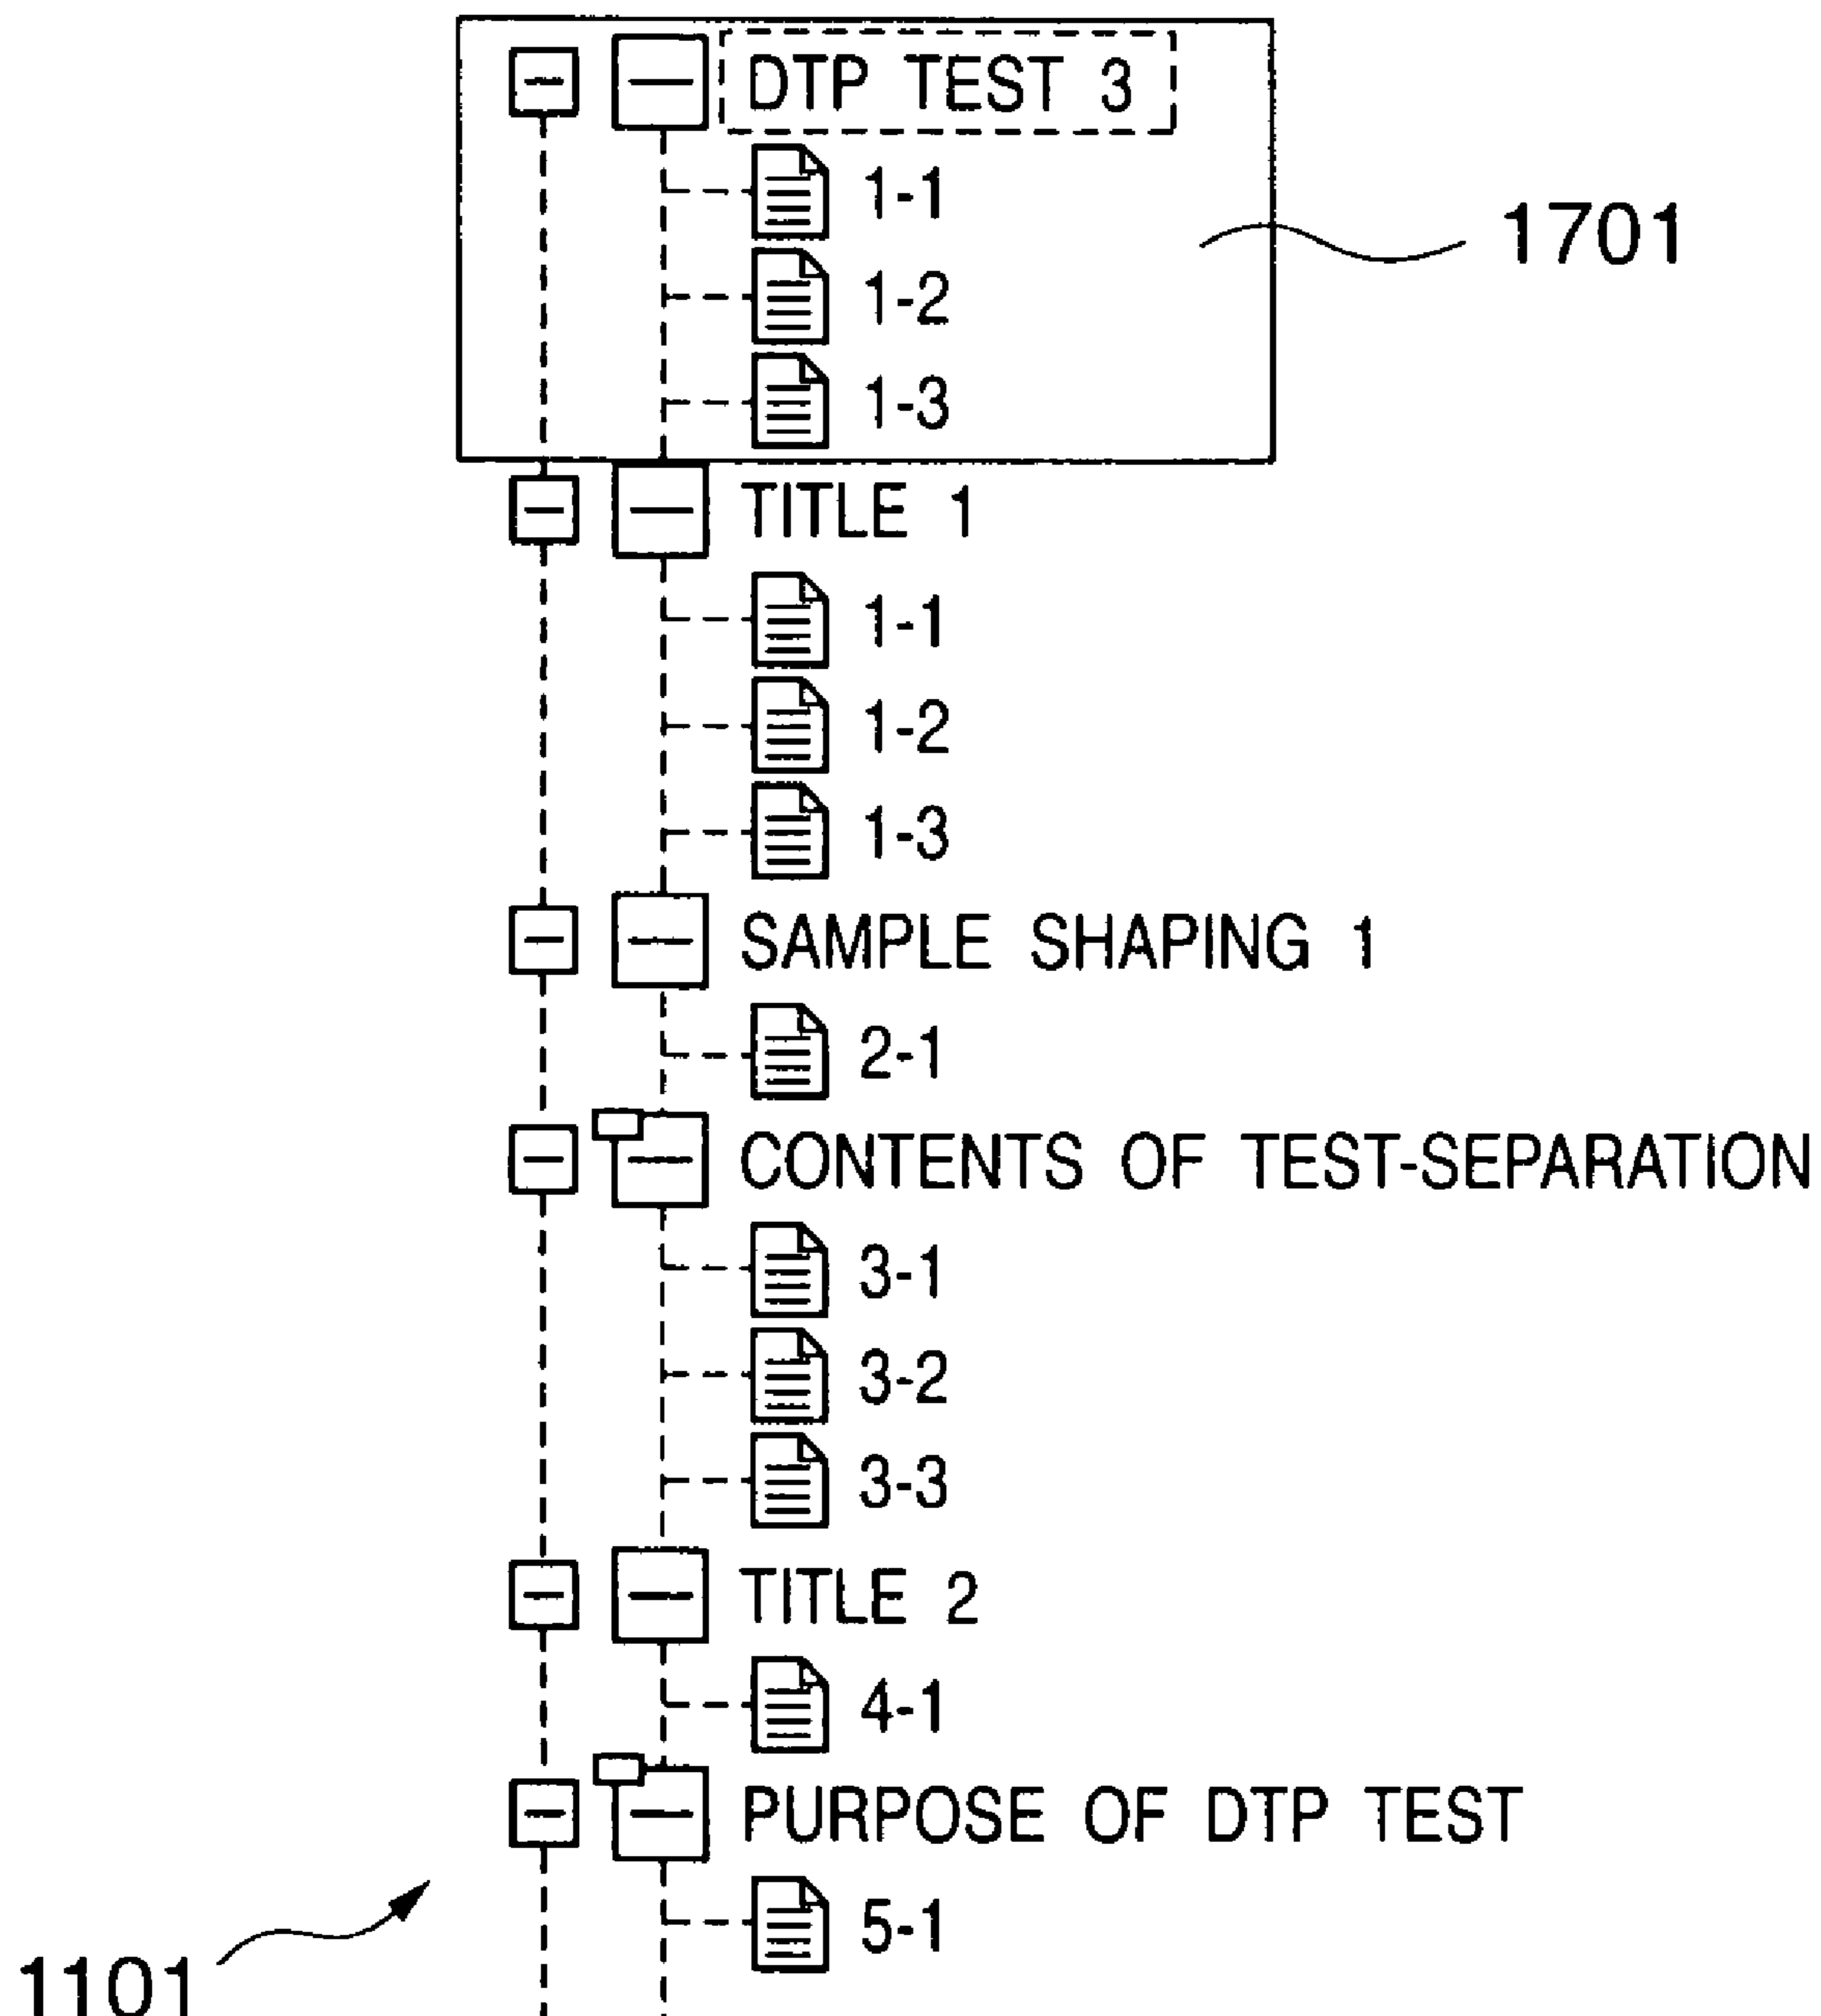 DTP TEST 3
1-1
1701
1-2
1-3
TITLE 1
1-1
1-2
1-3
SAMPLE SHAPING 1
2-1
CONTENTS OF TEST-SEPARATION
3-1
3-2
3-3
TITLE 2
4-1
PURPOSE OF DTP TEST
5-1
1101